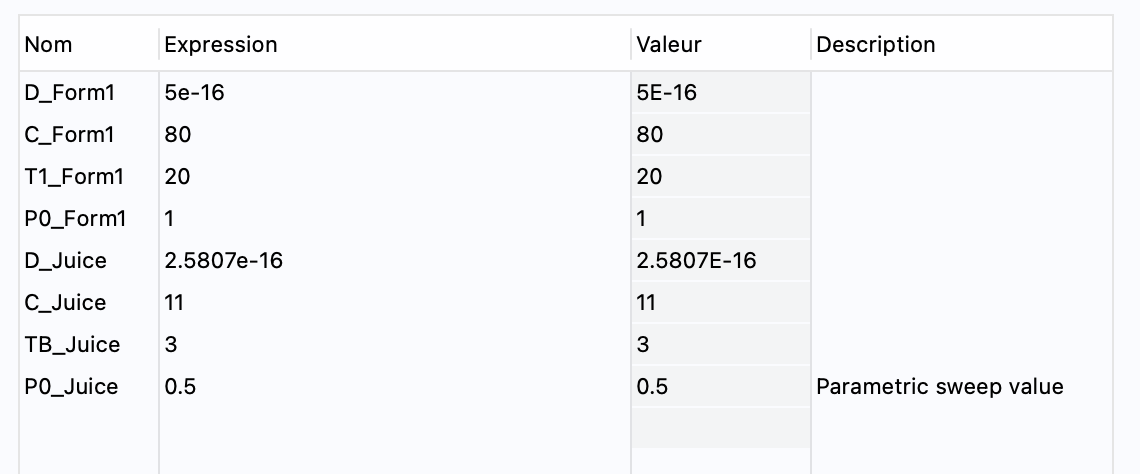 Nom Expression Valeur Description
D_Form1 5e-16 5E-16
C_Form1 80 80
T1_Form1 20 20
P0_Form1 1 1
D_Juice 2.5807e-16 2.5807E-16
C_Juice 11 11
TB_Juice 3 3
P0_Juice 0.5 0.5 Parametric sweep value